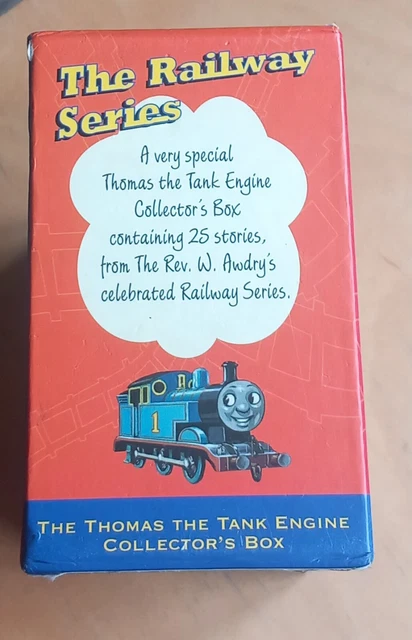 The Railway
Series
A very special
Thomas the Tank Engine
Collector's Box
containing 25 stories,
from The Rev. W. Awdry's
celebrated Railway Series.
1
THE THOMAS THE TANK ENGINE
COLLECTOR'S BOX